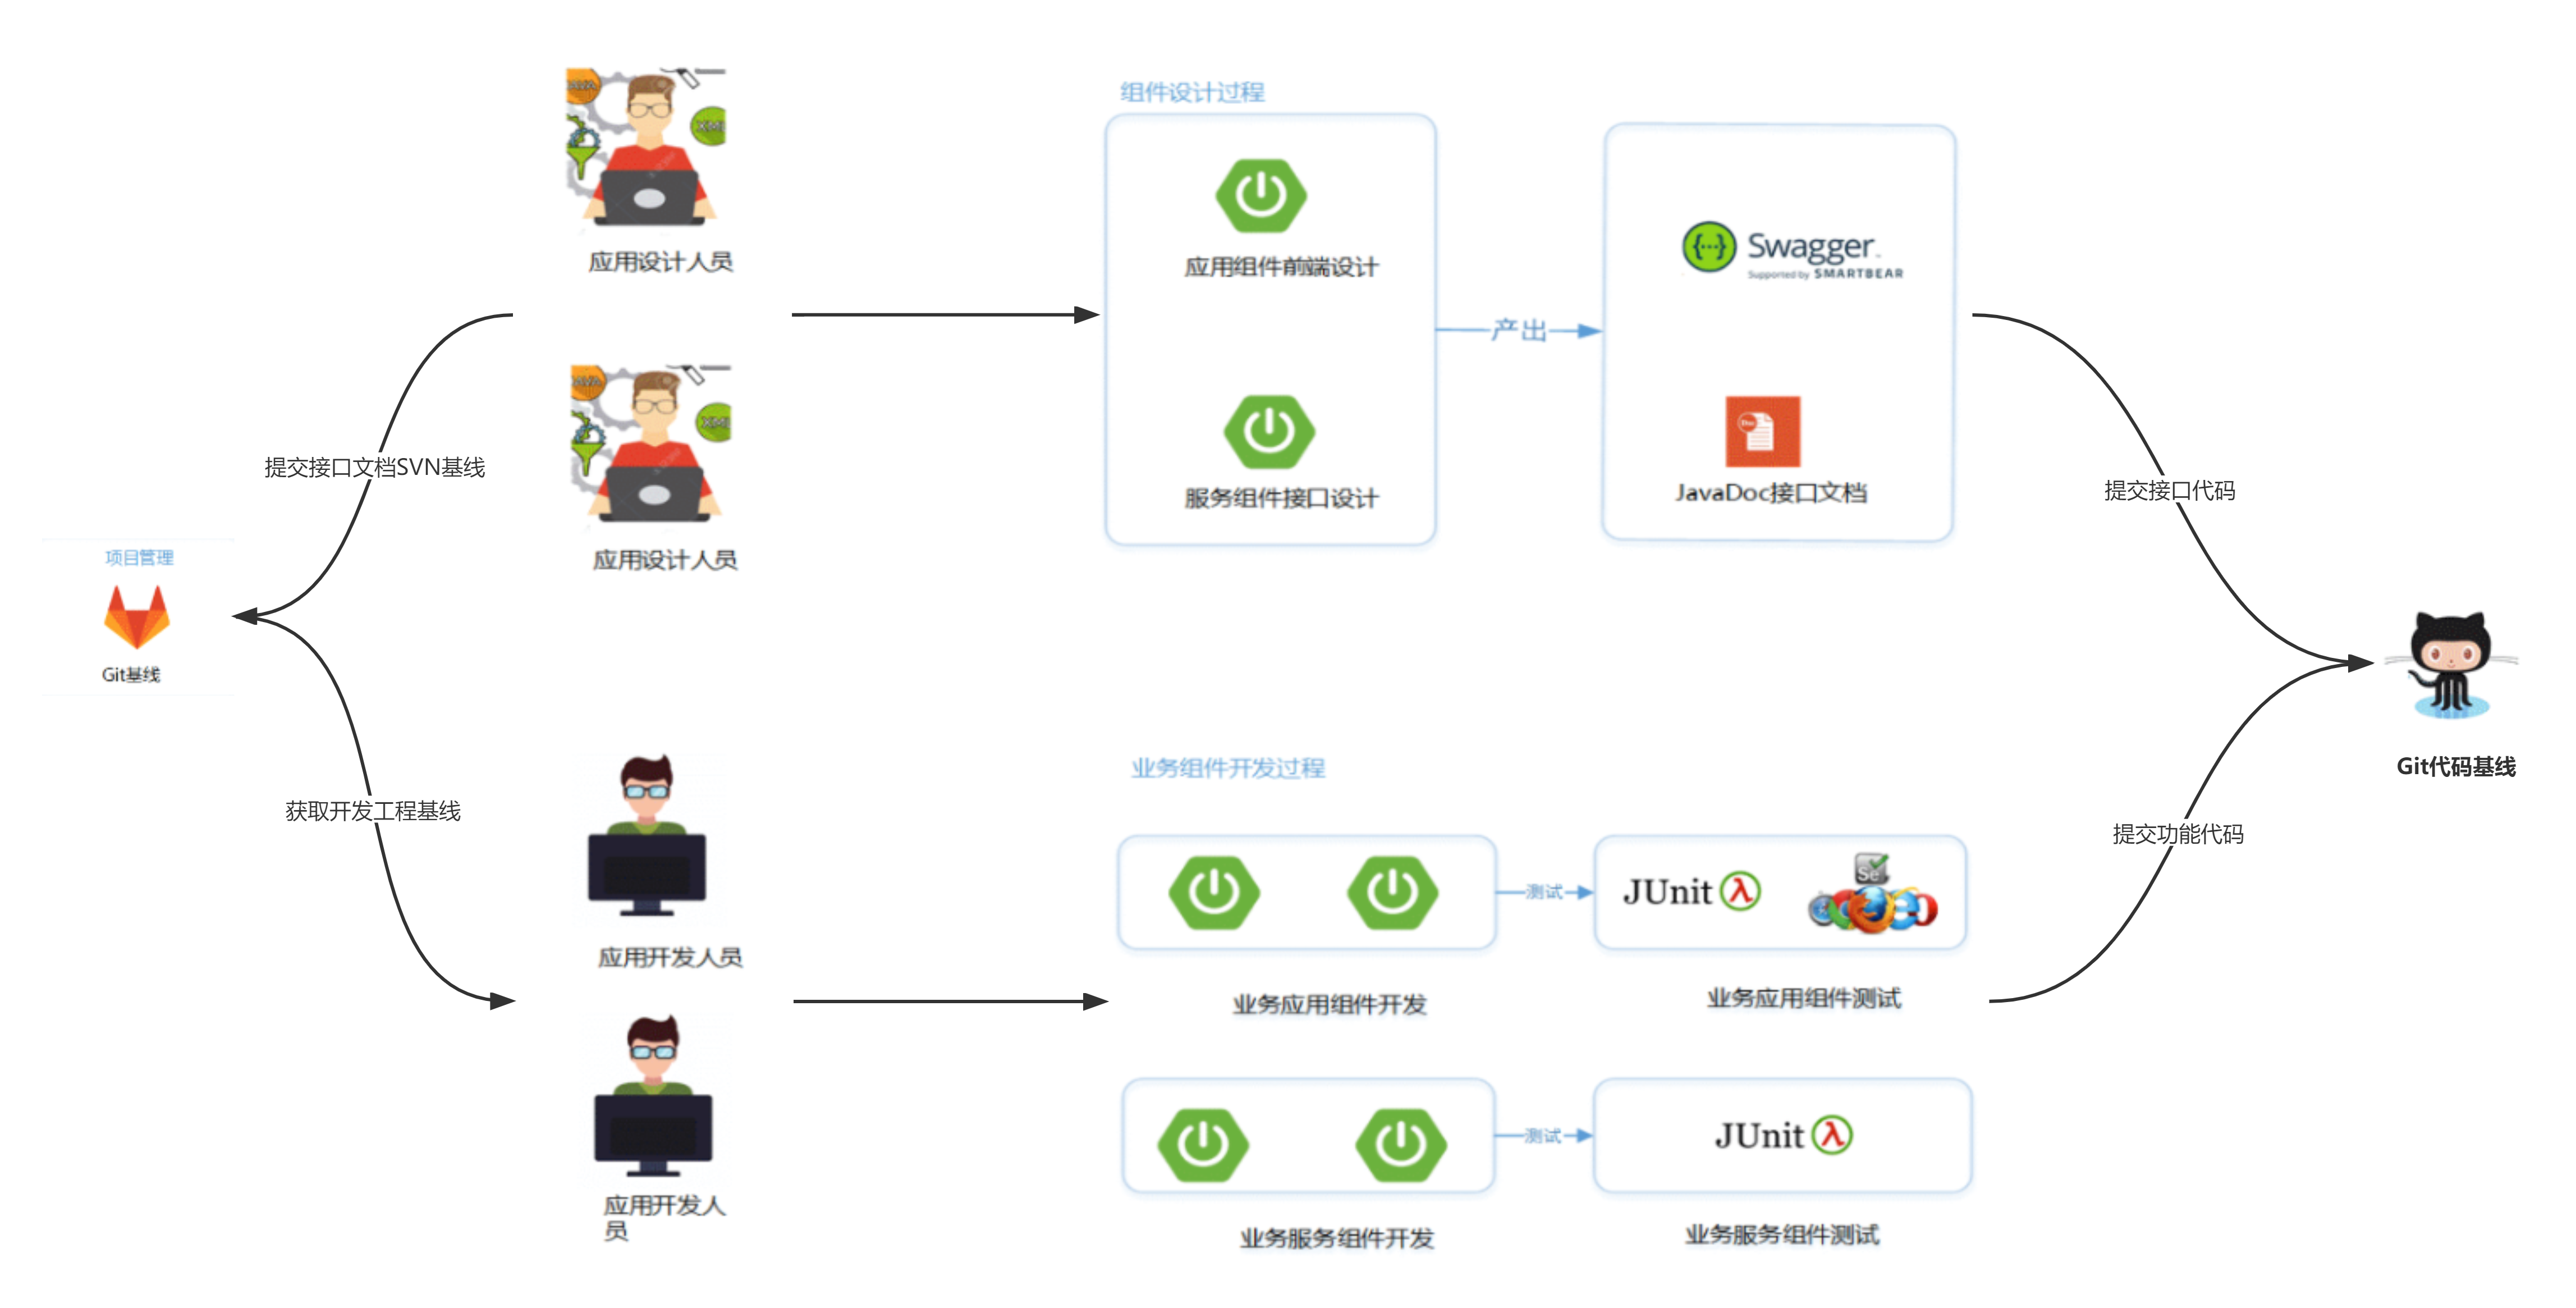 组件设计过程
应用设计人员
应用组件前端设计
Swagger
Supported by SMARTBEAR
产出
提交接口文档SVN基线
服务组件接口设计
Doc
JavaDoc接口文档
提交接口代码
XML
应用设计人员
项目管理
Git基线
业务组件开发过程
Git代码基线
获取开发工程基线
提交功能代码
测试
JUnit
Se
应用开发人员
业务应用组件开发
业务应用组件测试
测试
JUnit
应用开发人
员
业务服务组件开发
业务服务组件测试